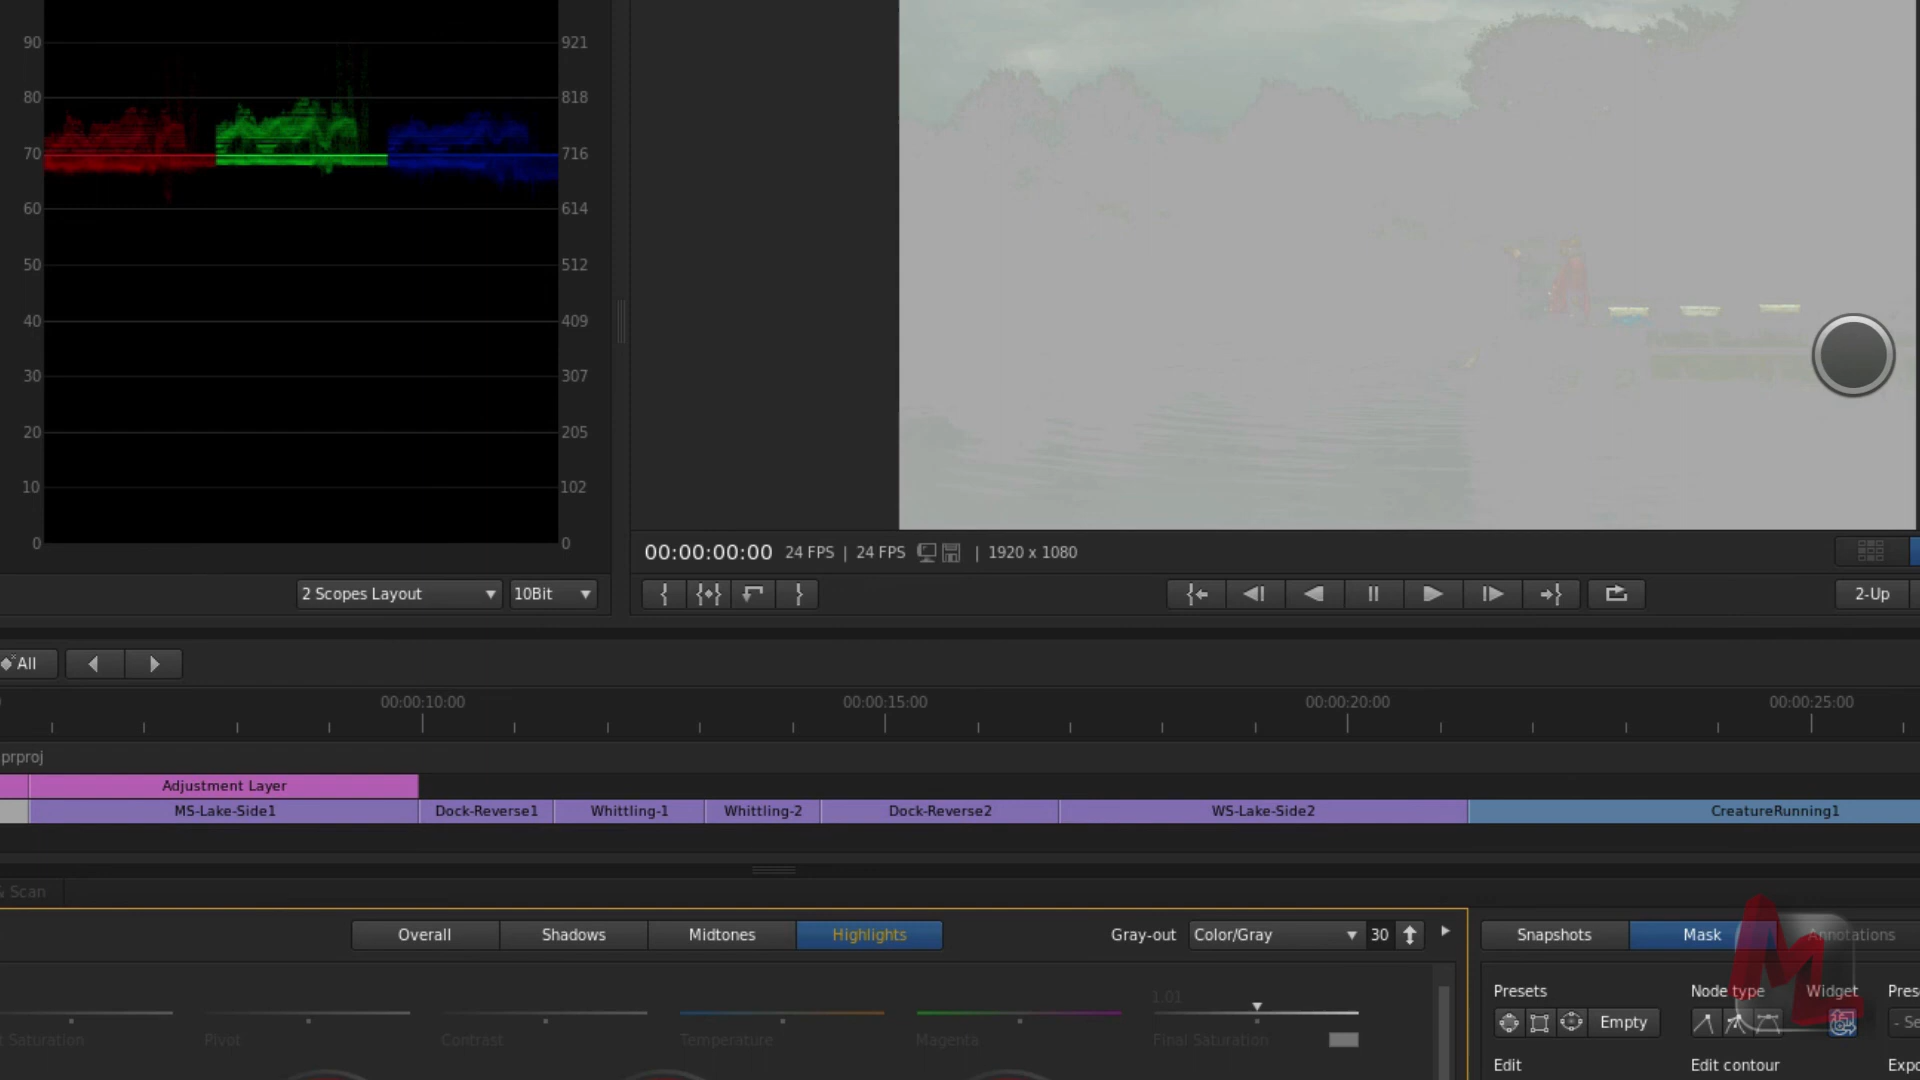 90 921
80 818
70 716
60 614
50 512
40 409
30 307
20 205
10 102
0 0
00:00:00:00 24 FPS | 24 FPS | 1920 x 1080
2 Scopes Layout 10Bit 2-Up
All
00:00:10:00 00:00:15:00 00:00:20:00 00:00:25:00
prproj
Adjustment Layer
MS-Lake-Side1 Dock-Reverse1 Whittling-1 Whittling-2 Dock-Reverse2 WS-Lake-Side2 CreatureRunning1
& Scan
Overall Shadows Midtones Highlights Gray-out Color/Gray 30 Snapshots Mask Annotations
Presets Node type Widget Pres
1.01
Empty - Se
t Saturation Pivot Contrast Temperature Magenta Final Saturation
Edit Edit contour Expo